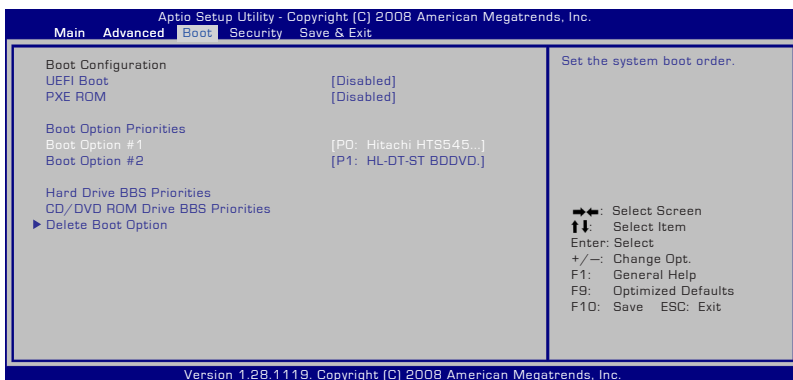 Aptio Setup Utility - Copyright (C) 2008 American Megatrends, Inc.
Main Advanced Boot Security Save & Exit
Boot Configuration
UEFI Boot [Disabled]
PXE ROM [Disabled]
Boot Option Priorities
Boot Option #1 [P0: Hitachi HTS545...]
Boot Option #2 [P1: HL-DT-ST BDDVD.]
Hard Drive BBS Priorities
CD/DVD ROM Drive BBS Priorities
Delete Boot Option
Set the system boot order.
: Select Screen
: Select Item
Enter: Select
+/—: Change Opt.
F1: General Help
F9: Optimized Defaults
F10: Save ESC: Exit
Version 1.28.1119. Copyright (C) 2008 American Megatrends, Inc.